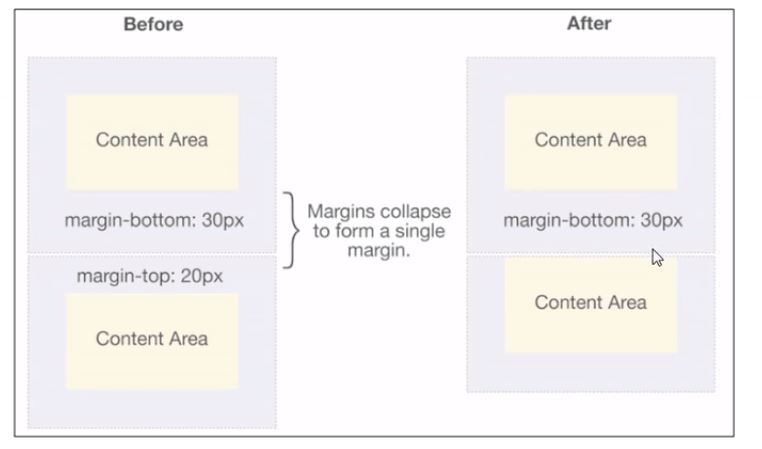 Before
After
Content Area
margin-bottom: 30px
margin-top: 20px
Content Area
Margins collapse
to form a single
margin.
Content Area
margin-bottom: 30px
Content Area